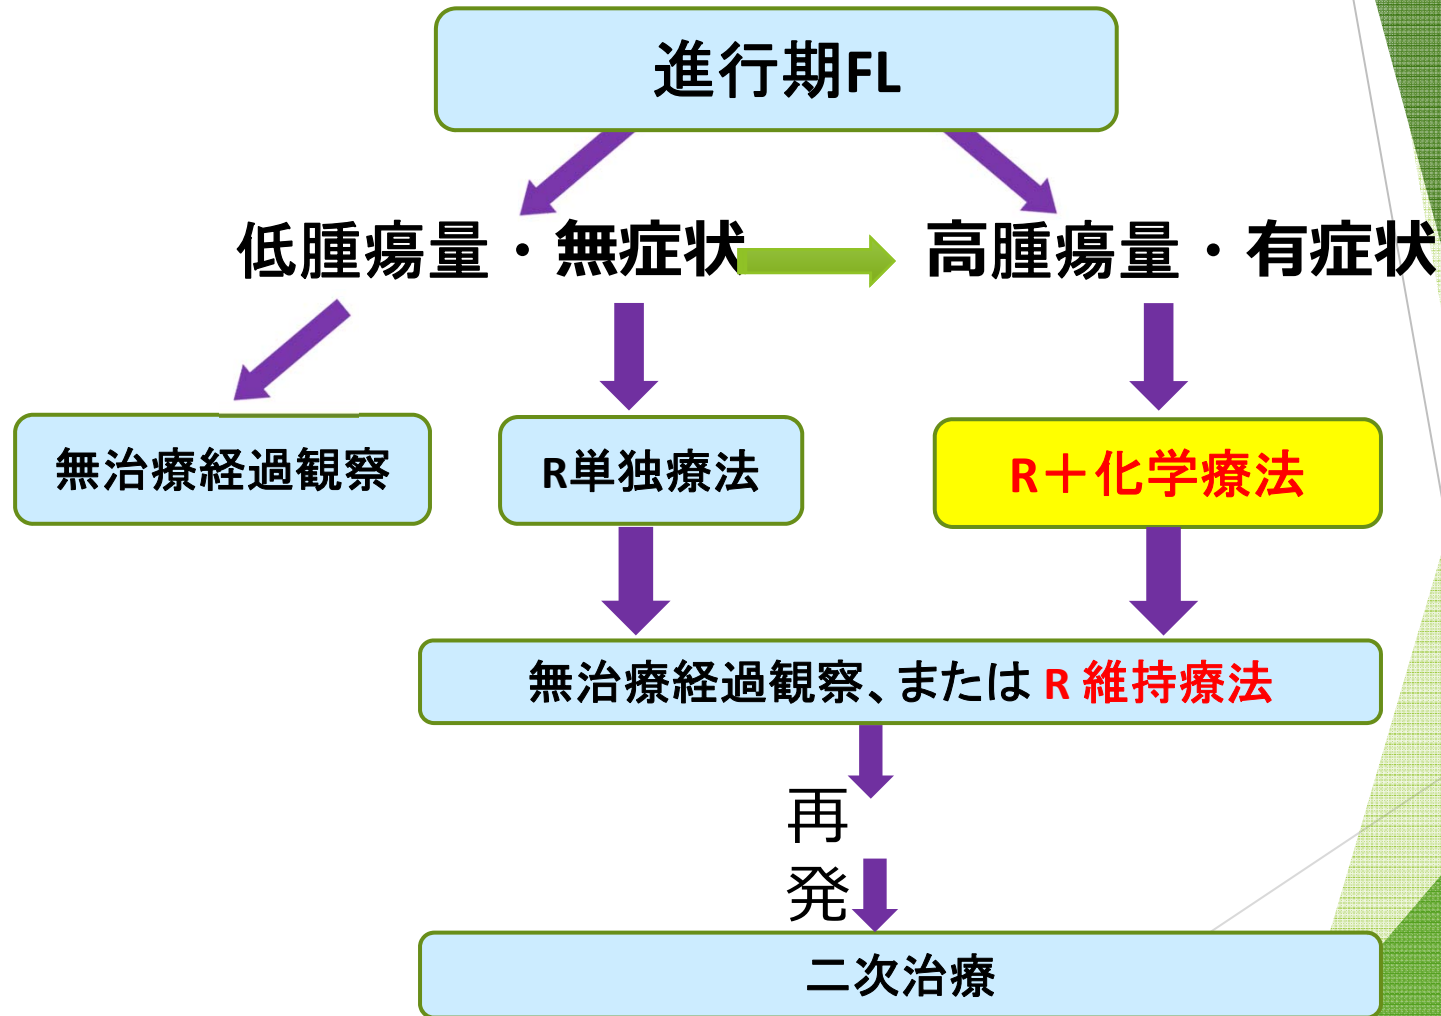 進行期FL
低腫瘍量・無症状
高腫瘍量・有症状
無治療経過観察
R単独療法
R＋化学療法
無治療経過観察、または R 維持療法
再
発
二次治療